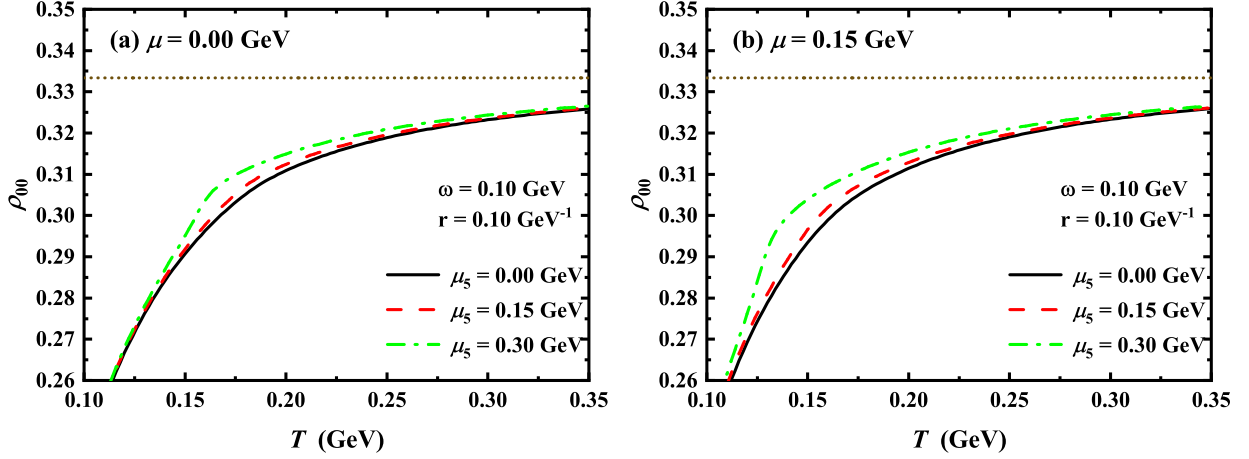 (a) μ = 0.00 GeV
0.35
0.34
0.33
0.32
0.31
0.30
0.29
0.28
0.27
0.26
ρ₀₀
ω = 0.10 GeV
r = 0.10 GeV⁻¹
μ₅ = 0.00 GeV
μ₅ = 0.15 GeV
μ₅ = 0.30 GeV
0.10 0.15 0.20 0.25 0.30 0.35
T (GeV)
(b) μ = 0.15 GeV
0.35
0.34
0.33
0.32
0.31
0.30
0.29
0.28
0.27
0.26
ρ₀₀
ω = 0.10 GeV
r = 0.10 GeV⁻¹
μ₅ = 0.00 GeV
μ₅ = 0.15 GeV
μ₅ = 0.30 GeV
0.10 0.15 0.20 0.25 0.30 0.35
T (GeV)